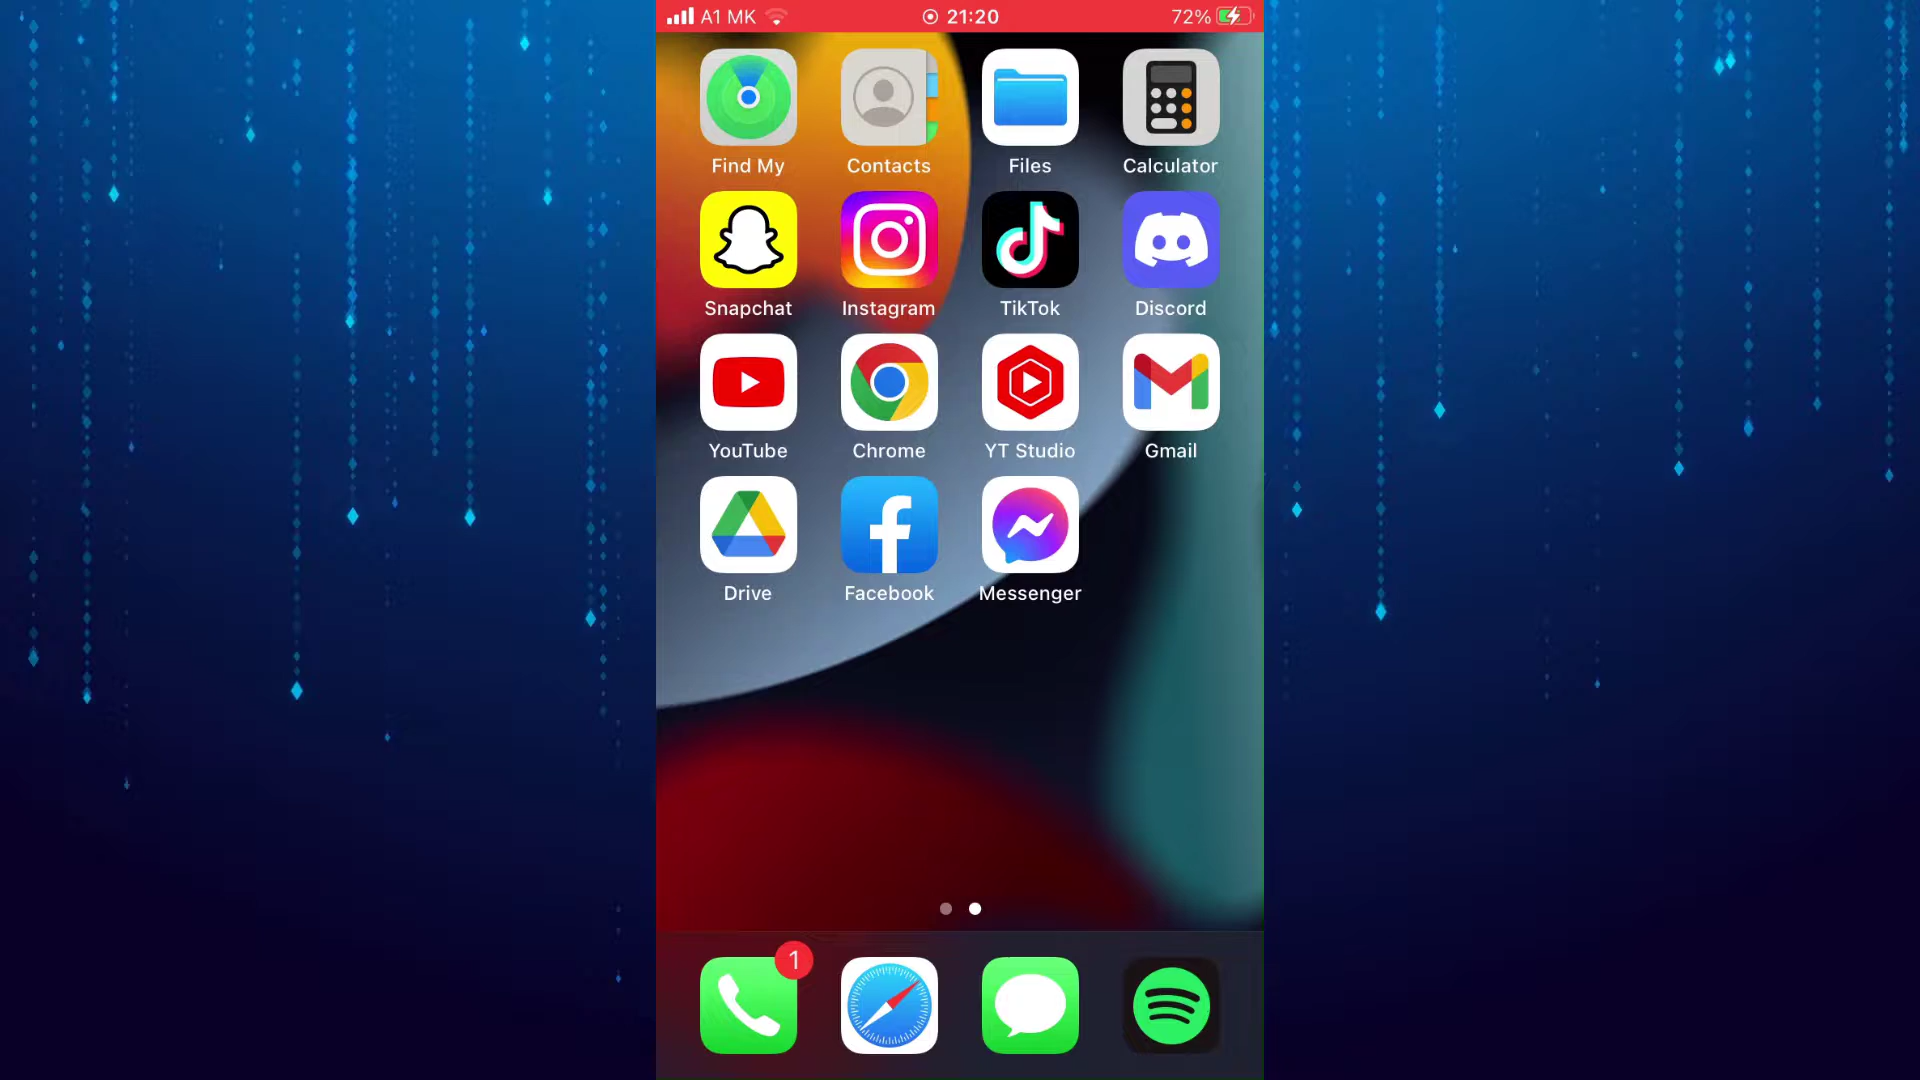 A1 MK 21:20 72%
Find My Contacts Files Calculator
Snapchat Instagram TikTok Discord
YouTube Chrome YT Studio Gmail
Drive Facebook Messenger
1